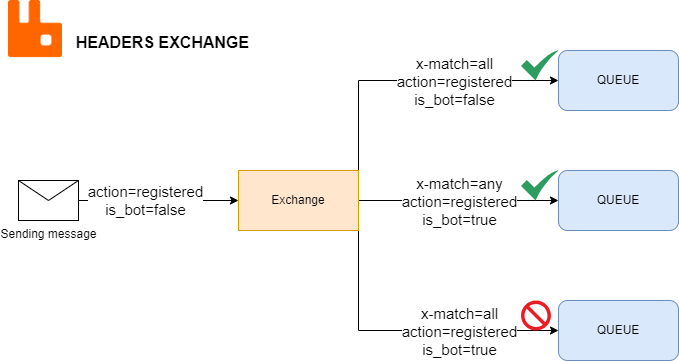 HEADERS EXCHANGE
x-match=all
action=registered
is_bot=false
QUEUE
action=registered
is_bot=false
Sending message
Exchange
x-match=any
action=registered
is_bot=true
QUEUE
x-match=all
action=registered
is_bot=true
QUEUE